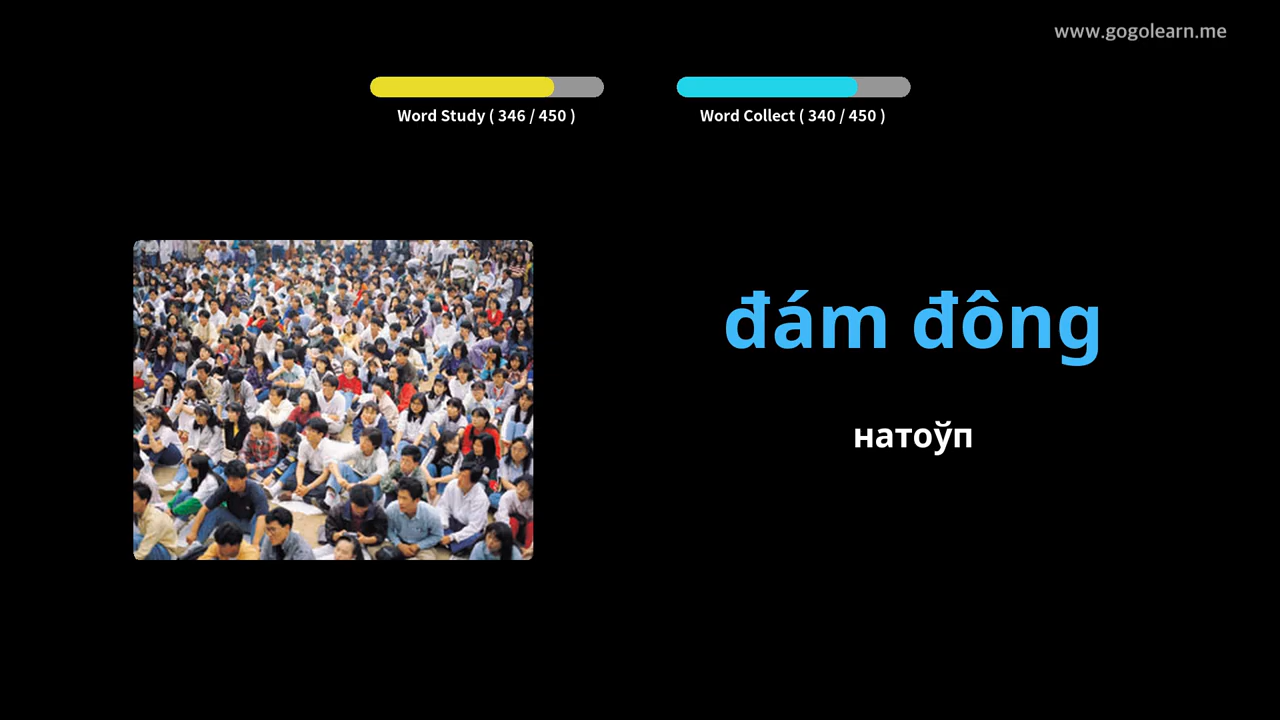 www.gogolearn.me
Word Study ( 346 / 450 )
Word Collect ( 340 / 450 )
đám đông
натоўп